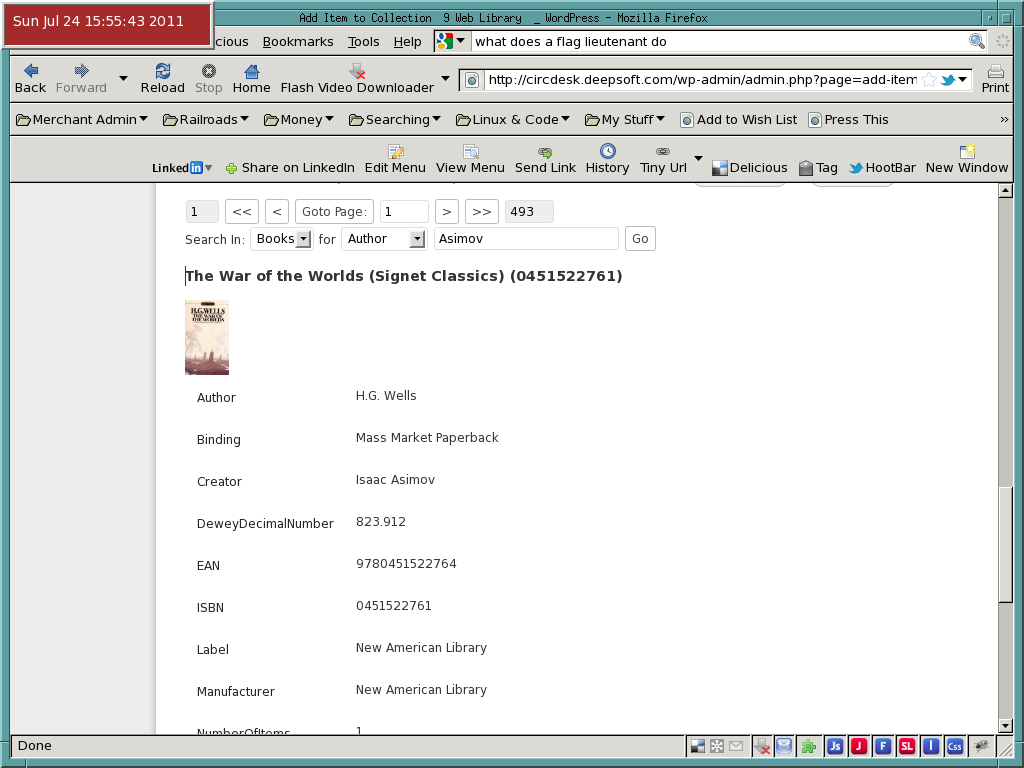 Sun Jul 24 15:55:43 2011
Add Item to Collection 9 Web Library _ WordPress - Mozilla Firefox
cious Bookmarks Tools Help what does a flag lieutenant do
Back Forward Reload Stop Home Flash Video Downloader http://circdesk.deepsoft.com/wp-admin/admin.php?page=add-item Print
Merchant Admin Railroads Money Searching Linux & Code My Stuff Add to Wish List Press This »
Linked in Share on LinkedIn Edit Menu View Menu Send Link History Tiny Url Delicious Tag HootBar New Window
1 << < Goto Page: 1 > >> 493
Search In: Books for Author Asimov Go
The War of the Worlds (Signet Classics) (0451522761)
H.G.WELLS
THE WAR OF
THE WORLDS
Author H.G. Wells
Binding Mass Market Paperback
Creator Isaac Asimov
DeweyDecimalNumber 823.912
EAN 9780451522764
ISBN 0451522761
Label New American Library
Manufacturer New American Library
NumberOfItems 1
Done Js J F SL I Css